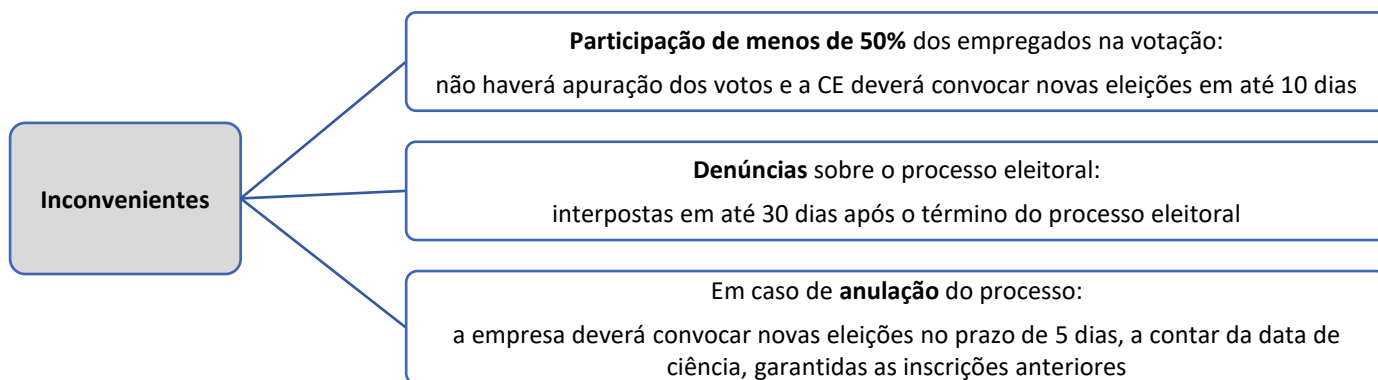 Participação de menos de 50% dos empregados na votação:
não haverá apuração dos votos e a CE deverá convocar novas eleições em até 10 dias
Inconvenientes
Denúncias sobre o processo eleitoral:
interpostas em até 30 dias após o término do processo eleitoral
Em caso de anulação do processo:
a empresa deverá convocar novas eleições no prazo de 5 dias, a contar da data de
ciência, garantidas as inscrições anteriores